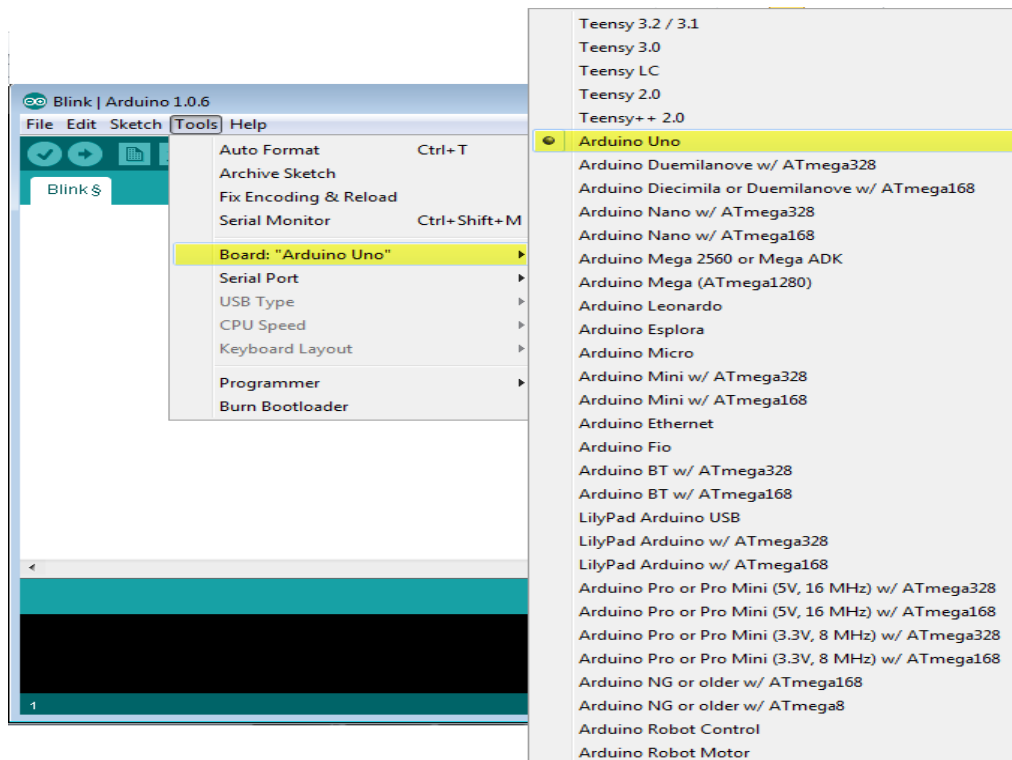 Blink | Arduino 1.0.6
File Edit Sketch Tools Help
Blink §
Auto Format Ctrl+T
Archive Sketch
Fix Encoding & Reload
Serial Monitor Ctrl+Shift+M
Board: "Arduino Uno"
Serial Port
USB Type
CPU Speed
Keyboard Layout
Programmer
Burn Bootloader
1
Teensy 3.2 / 3.1
Teensy 3.0
Teensy LC
Teensy 2.0
Teensy++ 2.0
Arduino Uno
Arduino Duemilanove w/ ATmega328
Arduino Diecimila or Duemilanove w/ ATmega168
Arduino Nano w/ ATmega328
Arduino Nano w/ ATmega168
Arduino Mega 2560 or Mega ADK
Arduino Mega (ATmega1280)
Arduino Leonardo
Arduino Esplora
Arduino Micro
Arduino Mini w/ ATmega328
Arduino Mini w/ ATmega168
Arduino Ethernet
Arduino Fio
Arduino BT w/ ATmega328
Arduino BT w/ ATmega168
LilyPad Arduino USB
LilyPad Arduino w/ ATmega328
LilyPad Arduino w/ ATmega168
Arduino Pro or Pro Mini (5V, 16 MHz) w/ ATmega328
Arduino Pro or Pro Mini (5V, 16 MHz) w/ ATmega168
Arduino Pro or Pro Mini (3.3V, 8 MHz) w/ ATmega328
Arduino Pro or Pro Mini (3.3V, 8 MHz) w/ ATmega168
Arduino NG or older w/ ATmega168
Arduino NG or older w/ ATmega8
Arduino Robot Control
Arduino Robot Motor